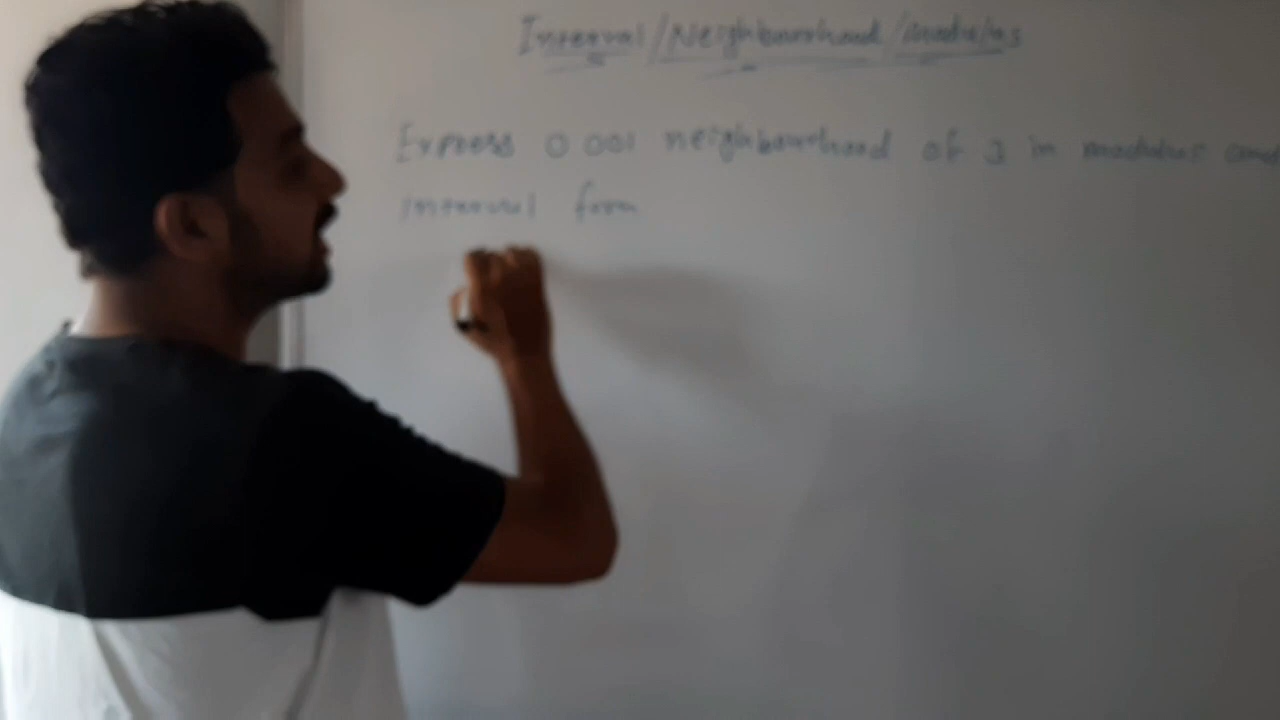 Interval/Neighbourhood/Modulus
Express 0.001 neighbourhood of 3 in modulus and
interval form